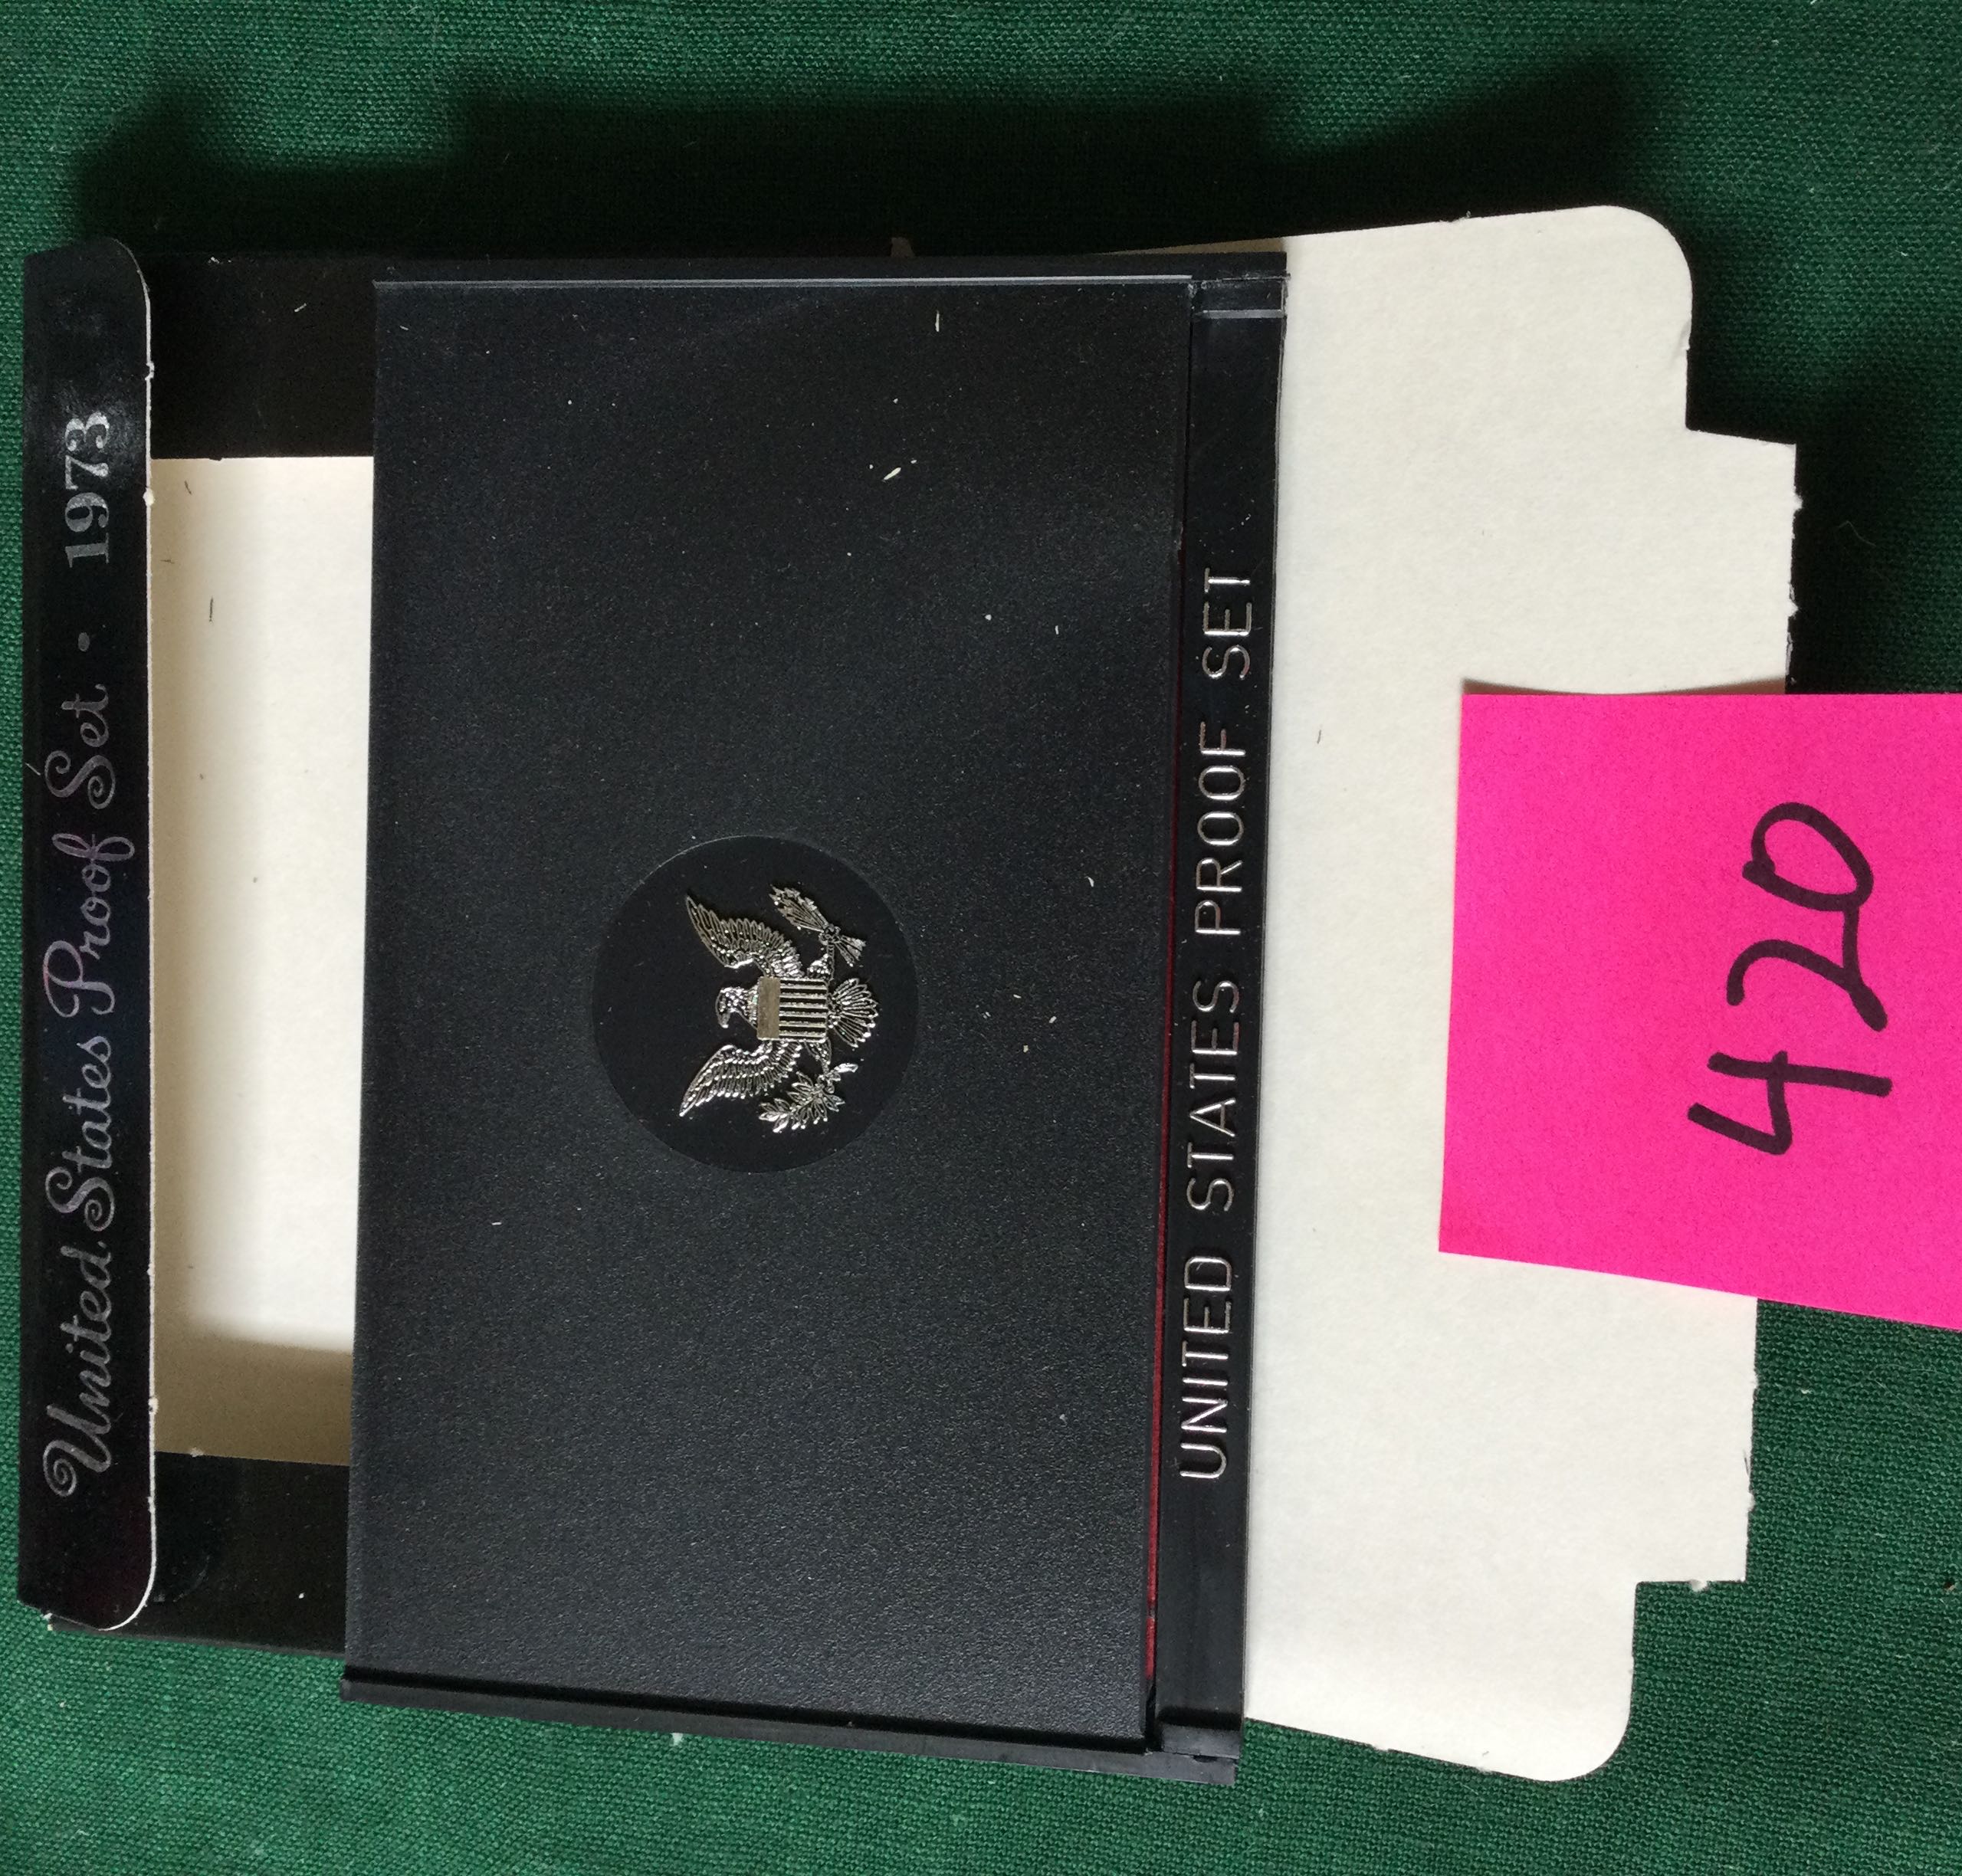 United States Proof Set • 1973
UNITED STATES PROOF SET
420